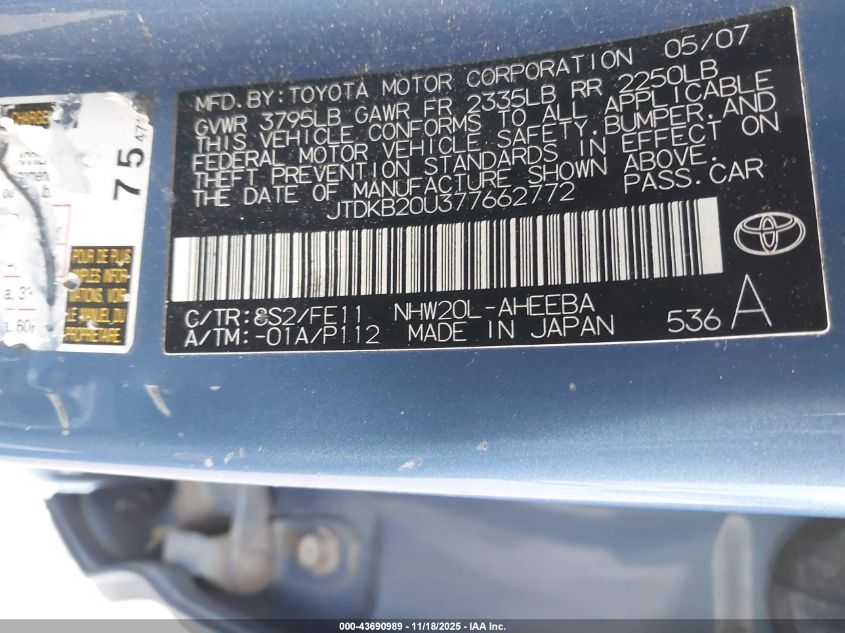 MFD. BY: TOYOTA MOTOR CORPORATION 05/07
GVWR 3795LB GAWR FR 2335LB RR 2250LB
THIS VEHICLE CONFORMS TO ALL APPLICABLE
FEDERAL MOTOR VEHICLE SAFETY, BUMPER, AND
THEFT PREVENTION STANDARDS IN EFFECT ON
THE DATE OF MANUFACTURE SHOWN ABOVE.
JTDKB20U377662772 PASS. CAR
C/TR: 8S2/FE11 NHW20L-AHEEBA
A/TM: -01A/P112 MADE IN JAPAN 536 A
75
POUR DE
MPLES INFOR-
MATIONS, VOIR
LE MANUEL DU
PROPRIÉTAIRE
000-43690989 - 11/18/2025 - IAA Inc.